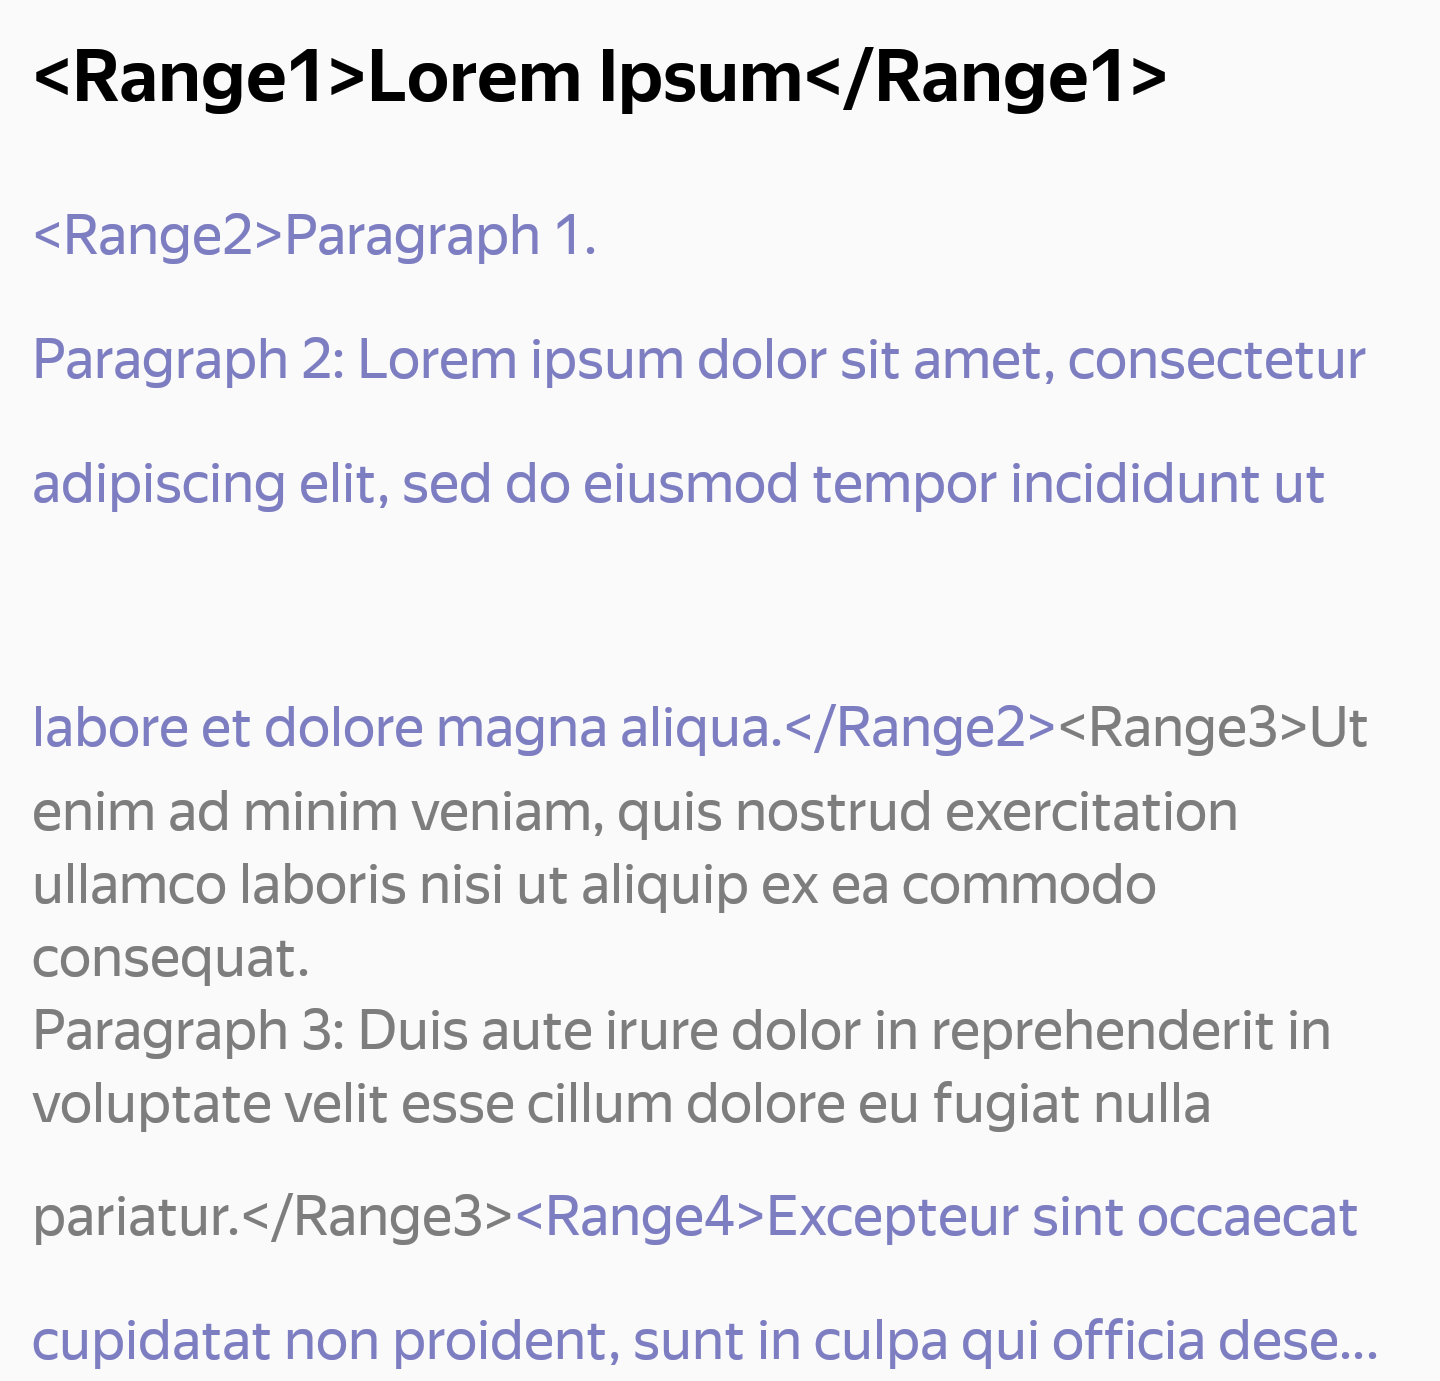 <Range1>Lorem Ipsum</Range1>
<Range2>Paragraph 1.
Paragraph 2: Lorem ipsum dolor sit amet, consectetur
adipiscing elit, sed do eiusmod tempor incididunt ut
labore et dolore magna aliqua.</Range2><Range3>Ut
enim ad minim veniam, quis nostrud exercitation
ullamco laboris nisi ut aliquip ex ea commodo
consequat.
Paragraph 3: Duis aute irure dolor in reprehenderit in
voluptate velit esse cillum dolore eu fugiat nulla
pariatur.</Range3><Range4>Excepteur sint occaecat
cupidatat non proident, sunt in culpa qui officia dese...